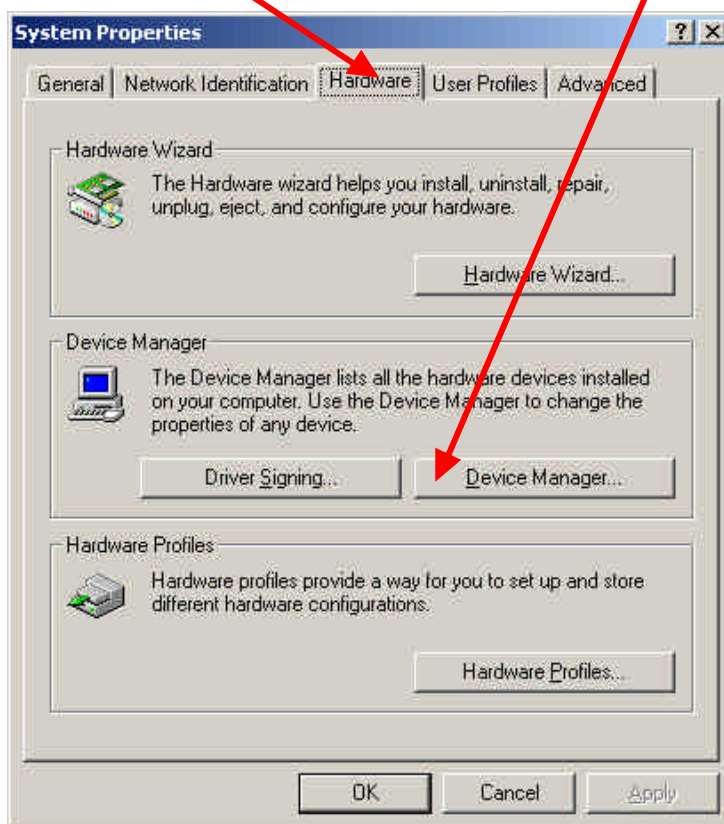 System Properties
General Network Identification Hardware User Profiles Advanced
Hardware Wizard
The Hardware wizard helps you install, uninstall, repair,
unplug, eject, and configure your hardware.
Hardware Wizard...
Device Manager
The Device Manager lists all the hardware devices installed
on your computer. Use the Device Manager to change the
properties of any device.
Driver Signing... Device Manager...
Hardware Profiles
Hardware profiles provide a way for you to set up and store
different hardware configurations.
Hardware Profiles...
OK Cancel Apply